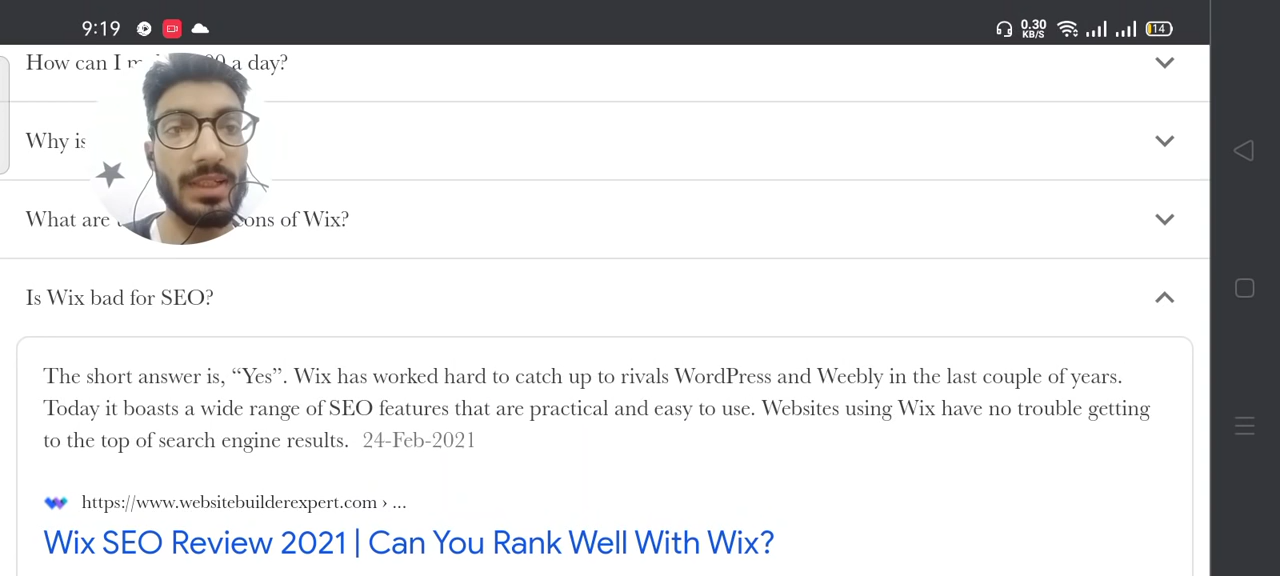 9:19 0.30 KB/S 14
How can I m a day?
Why is
What are ons of Wix?
Is Wix bad for SEO?
The short answer is, “Yes”. Wix has worked hard to catch up to rivals WordPress and Weebly in the last couple of years.
Today it boasts a wide range of SEO features that are practical and easy to use. Websites using Wix have no trouble getting
to the top of search engine results. 24-Feb-2021
https://www.websitebuilderexpert.com › ...
Wix SEO Review 2021 | Can You Rank Well With Wix?